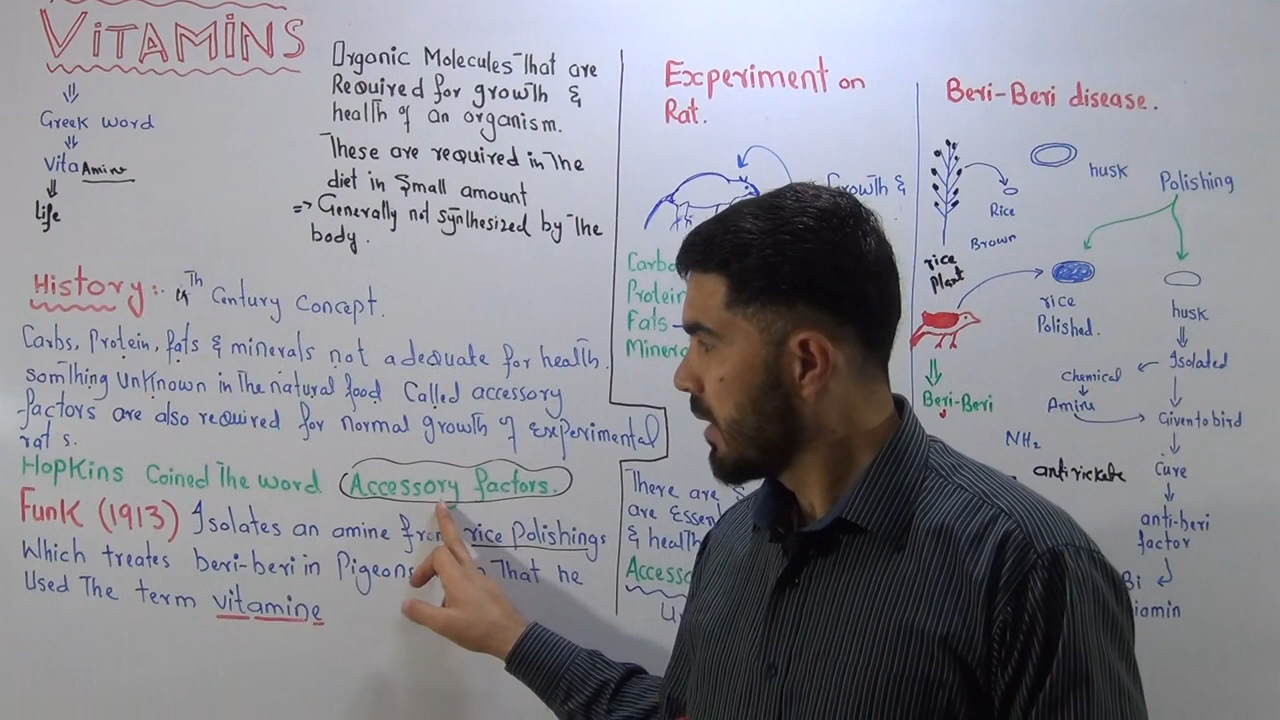 VITAMINS
Greek word
Vita Amine
life
Organic Molecules That are
Required for growth &
health of an organism.
These are required in The
diet in Small amount
=> Generally not synthesized by The
body.
History:-
Th Century Concept.
Carbs, Protein, fats & minerals not adequate for health.
somthing unknown in The natural food Called accessory
factors are also required for normal growth of experimental
rats.
Hopkins Coined The word Accessory factors.
Funk (1913) Isolates an amine from rice Polishings
Which treates beri-beri in Pigeons That he
Used The term vitamine
Experiment on
Rat.
Growth &
Carbo
Protein
Fats
Minera
There are
are Essen
& health
Accesso
Beri-Beri disease.
husk
Polishing
Rice
Brown
rice
Plant
rice
Polished.
husk
Isolated
Chemical
Amine
Given to bird
Beri-Beri
NH2
Cure
antirickete
anti-beri
factor
Bi
iamin